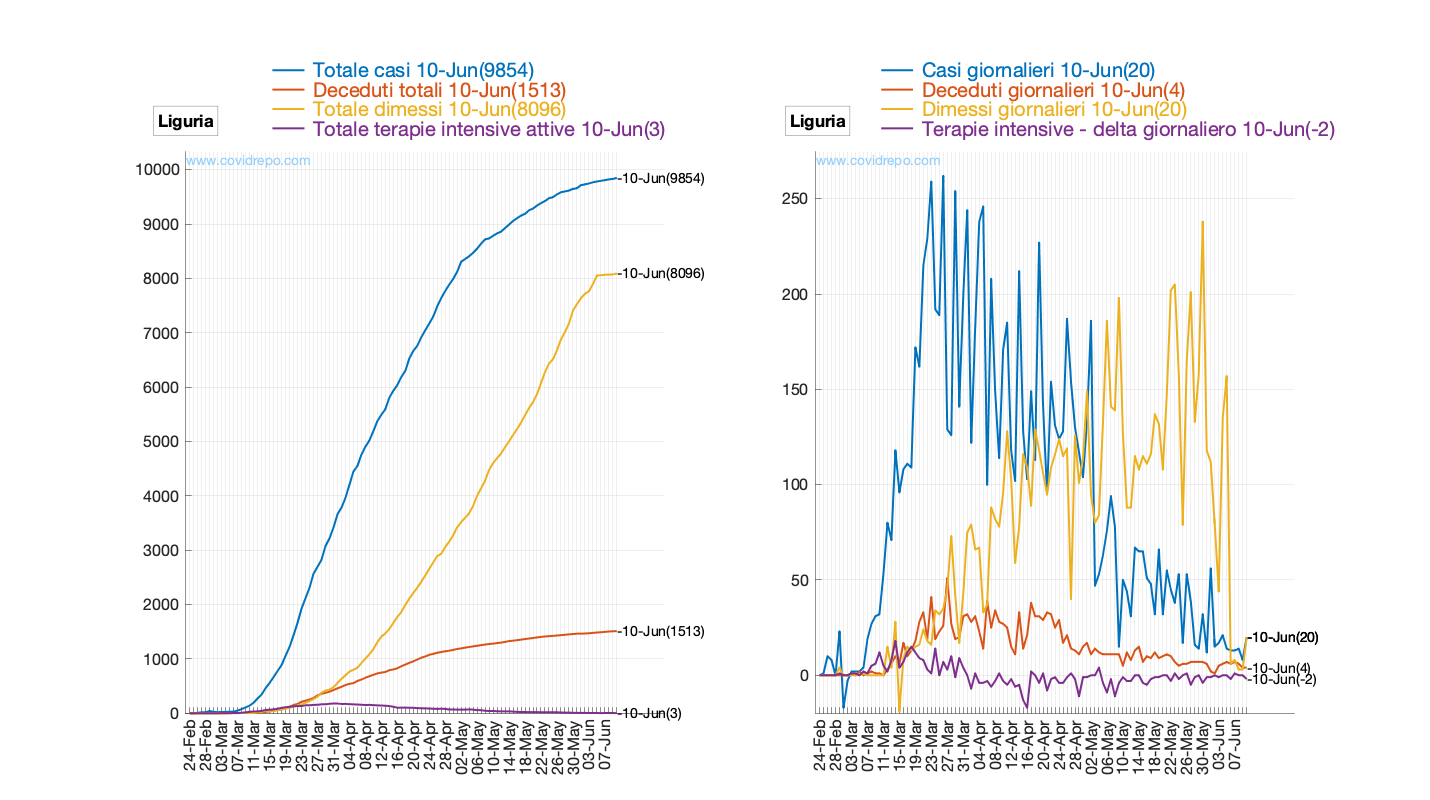 Totale casi 10-Jun(9854)
Deceduti totali 10-Jun(1513)
Totale dimessi 10-Jun(8096)
Totale terapie intensive attive 10-Jun(3)
Liguria
www.covidrepo.com
10000
9000
8000
7000
6000
5000
4000
3000
2000
1000
0
-10-Jun(9854)
-10-Jun(8096)
-10-Jun(1513)
-10-Jun(3)
24-Feb
28-Feb
03-Mar
07-Mar
11-Mar
15-Mar
19-Mar
23-Mar
27-Mar
31-Mar
04-Apr
08-Apr
12-Apr
16-Apr
20-Apr
24-Apr
28-Apr
02-May
06-May
10-May
14-May
18-May
22-May
26-May
30-May
03-Jun
07-Jun
Casi giornalieri 10-Jun(20)
Deceduti giornalieri 10-Jun(4)
Dimessi giornalieri 10-Jun(20)
Terapie intensive - delta giornaliero 10-Jun(-2)
Liguria
www.covidrepo.com
250
200
150
100
50
0
-10-Jun(20)
-10-Jun(4)
-10-Jun(-2)
24-Feb
28-Feb
03-Mar
07-Mar
11-Mar
15-Mar
19-Mar
23-Mar
27-Mar
31-Mar
04-Apr
08-Apr
12-Apr
16-Apr
20-Apr
24-Apr
28-Apr
02-May
06-May
10-May
14-May
18-May
22-May
26-May
30-May
03-Jun
07-Jun